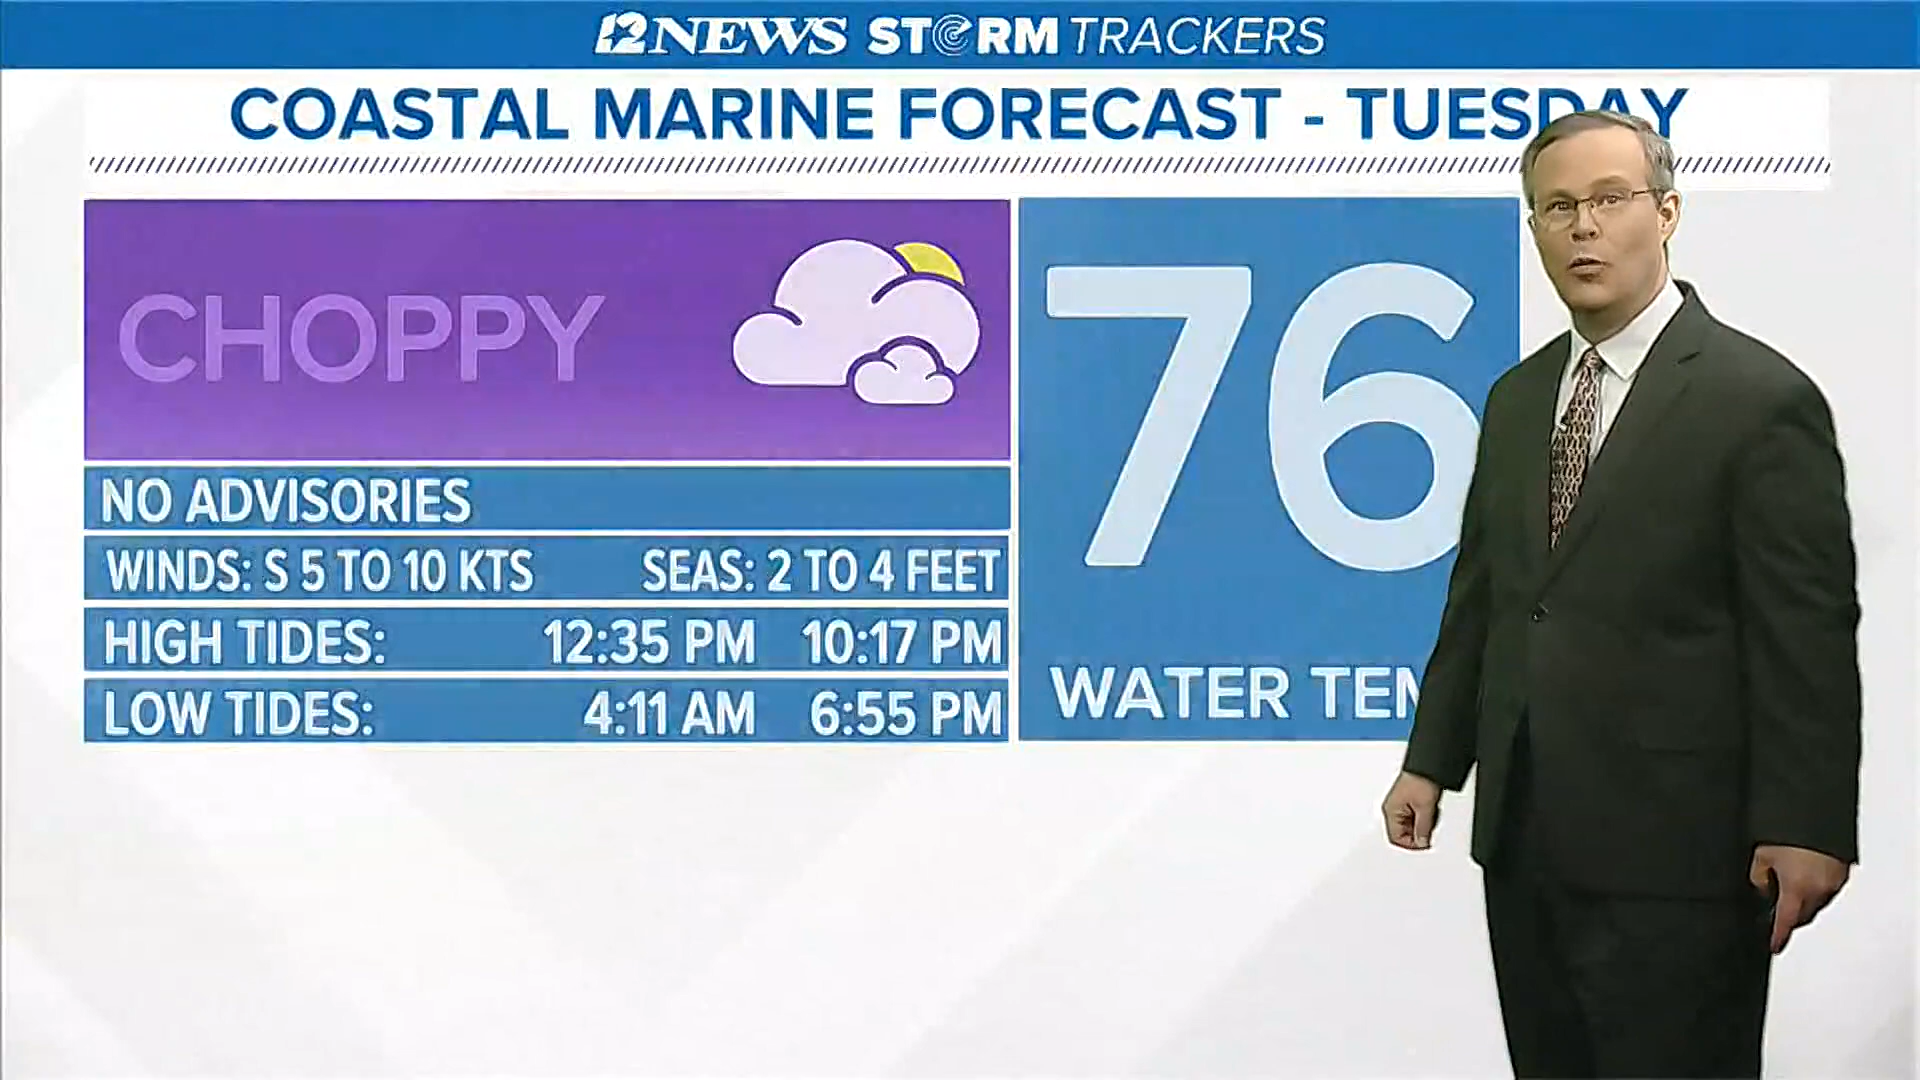 12NEWS STORM TRACKERS
COASTAL MARINE FORECAST - TUESDAY
CHOPPY
NO ADVISORIES
WINDS: S 5 TO 10 KTS SEAS: 2 TO 4 FEET
HIGH TIDES: 12:35 PM 10:17 PM
LOW TIDES: 4:11 AM 6:55 PM
76
WATER TEM